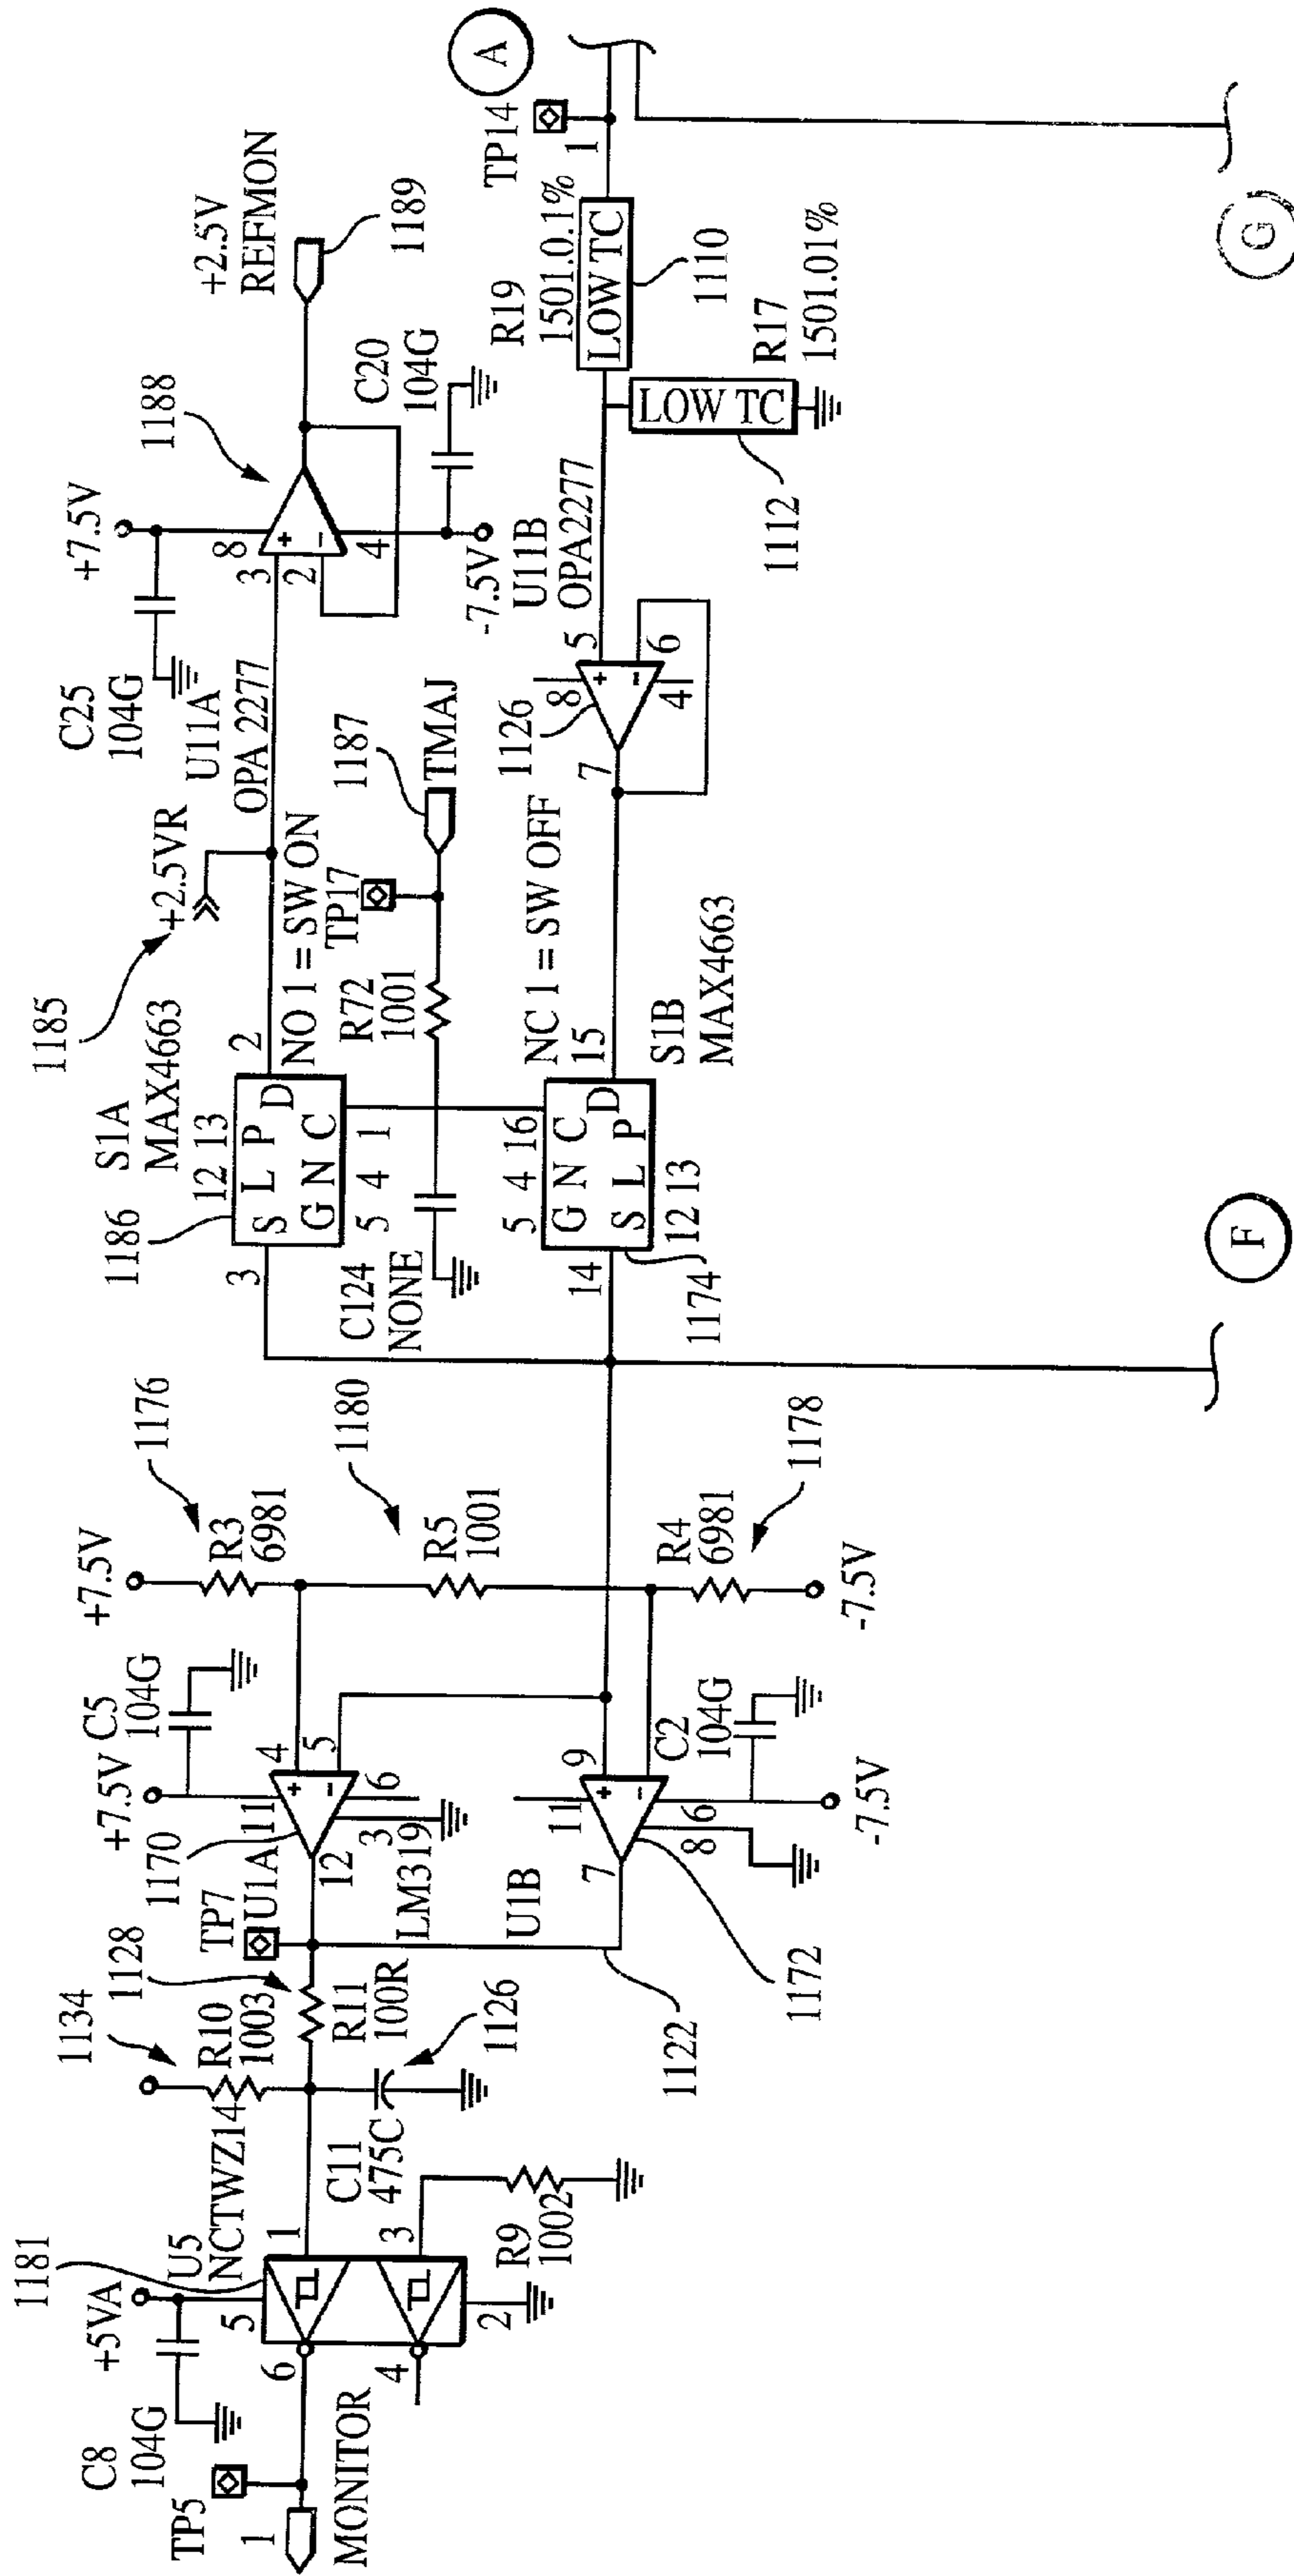 A
TP14
1
R19
1501.0.1%
LOW TC
1110
R17
1501.01%
LOW TC
1112
G
+2.5V
REFMON
1189
1188
C20
104G
+7.5V
8
3
2
4
+
-
-7.5V
U11B
OPA2277
C25
104G
U11A
OPA 2277
5
6
8
4
7
+
-
1126
1187
TMAJ
+2.5VR
1185
NO 1 = SW ON
TP17
R72
1001
NC 1 = SW OFF
S1A
MAX4663
12 13
2
S L P D
G N C
5 4 1
3
1186
C124
NONE
S1B
MAX4663
15
5 4 16
G N C D
S L P
12 13
14
1174
F
1176
+7.5V
R3
6981
1180
R5
1001
R4
6981
1178
-7.5V
C5
104G
+7.5V
4
5
11
6
+
-
3
12
1170
U1A
LM319
TP7
9
11
6
8
7
+
-
C2
104G
-7.5V
U1B
1172
1122
1128
R11
100R
1134
R10
1003
1126
C11
475C
NCTWZ14
U5
1181
+5VA
5
1
3
2
6
4
R9
1002
C8
104G
TP5
1
MONITOR